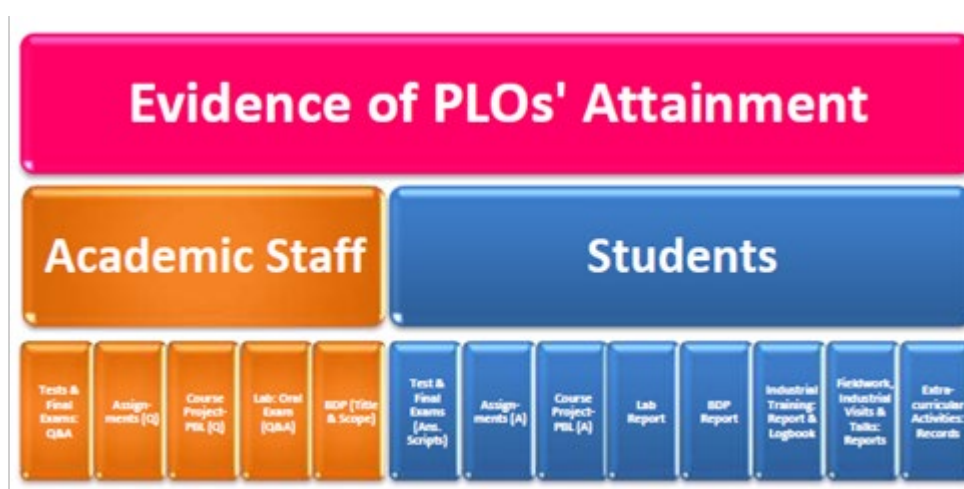 Evidence of PLOs' Attainment
Academic Staff
Students
Tests &
Final
Exams:
Q&A
Assign-
ments (Q)
Course
Project-
PBL (Q)
Lab: Oral
Exam
(Q&A)
BDP (Title
& Scope)
Test &
Final
Exams
(Ans.
Scripts)
Assign-
ments (A)
Course
Project-
PBL (A)
Lab
Report
BDP
Report
Industrial
Training:
Report &
Logbook
Fieldwork,
Industrial
Visits &
Talks:
Reports
Extra-
curricular
Activities:
Records